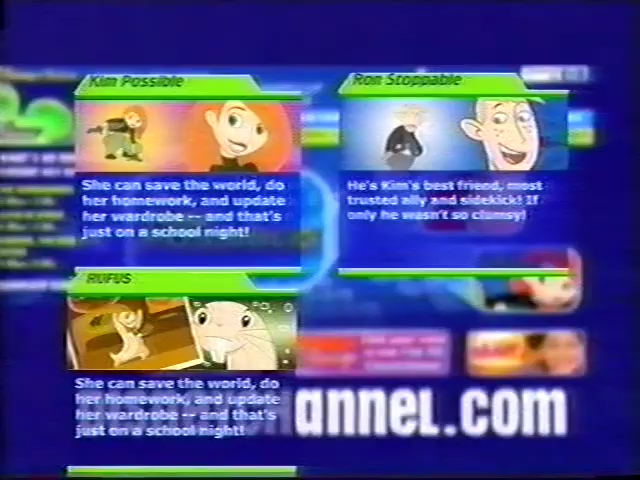 Kim Possible
She can save the world, do
her homework, and update
her wardrobe -- and that's
just on a school night!
Ron Stoppable
He's Kim's best friend, most
trusted ally and sidekick! If
only he wasn't so clumsy!
RUFUS
She can save the world, do
her homework, and update
her wardrobe -- and that's
just on a school night!
annel.com